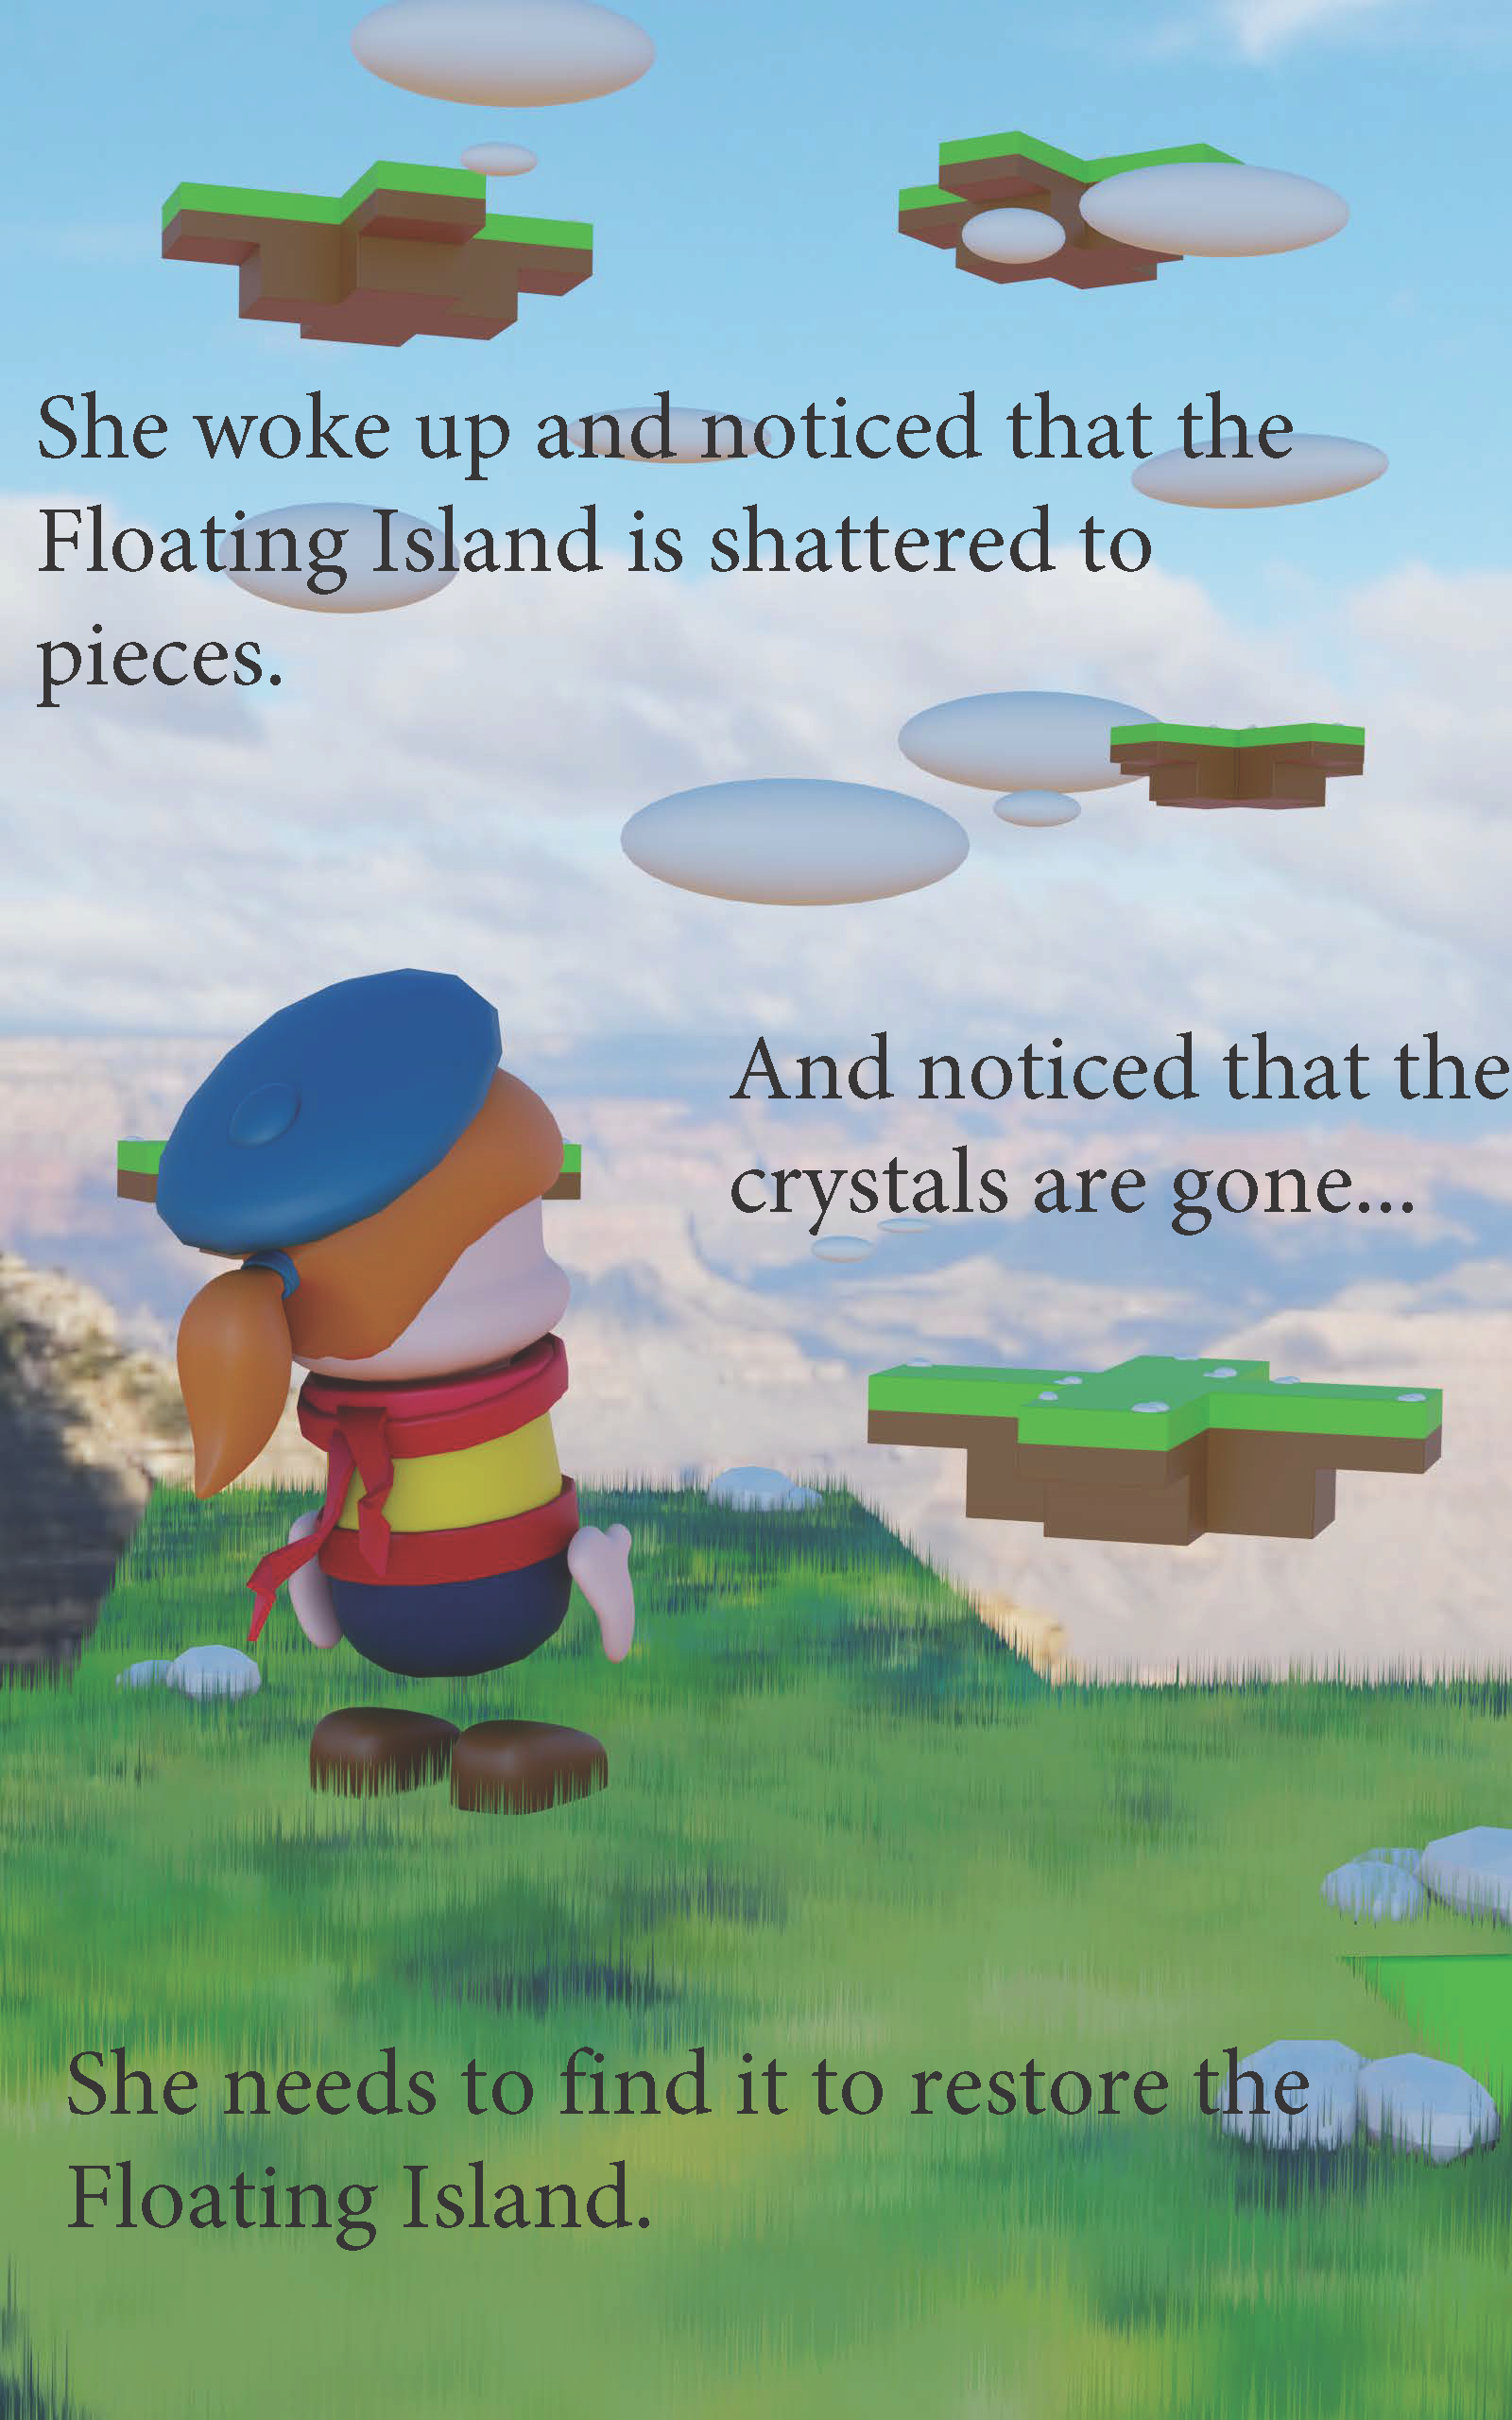 She woke up and noticed that the
Floating Island is shattered to
pieces.
And noticed that the
crystals are gone...
She needs to find it to restore the
Floating Island.